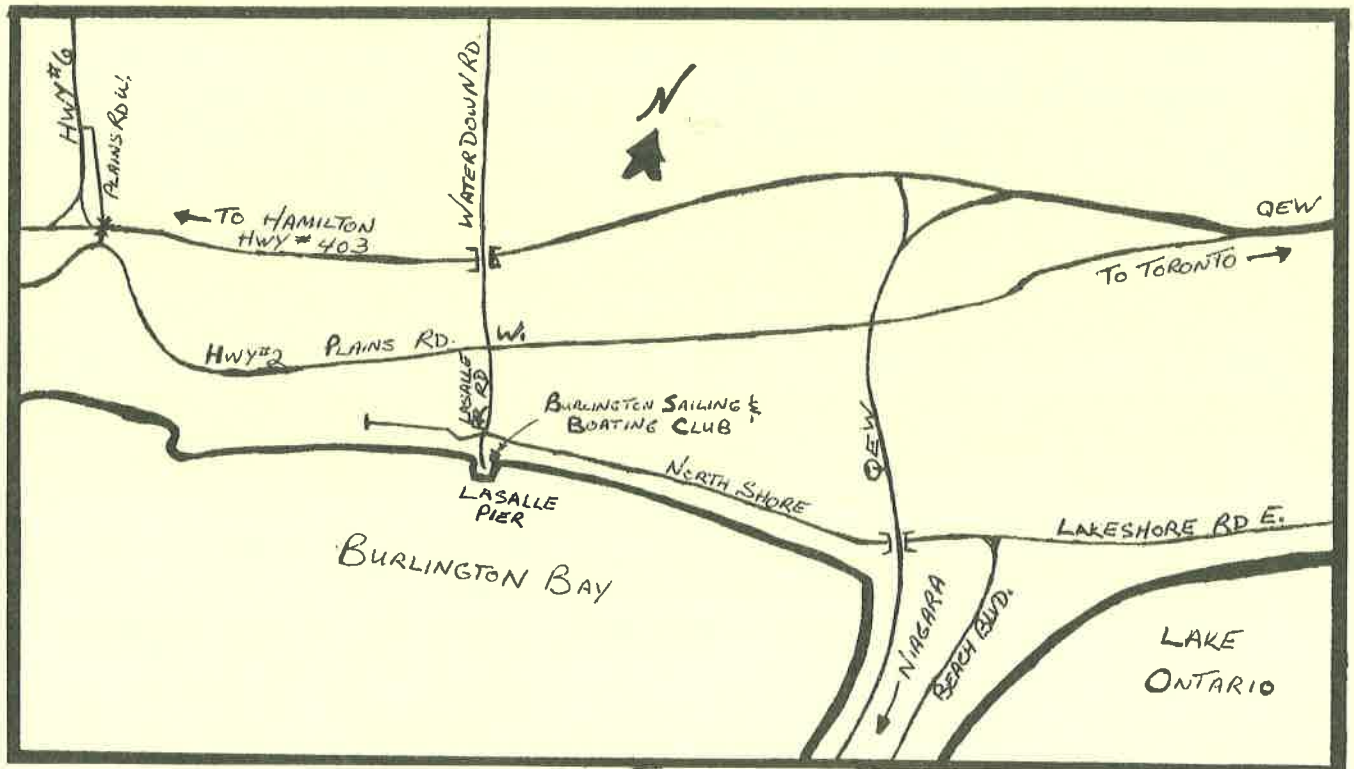 HWY #6
PLAINS RD W.
WATERDOWN RD.
N
← TO HAMILTON
HWY # 403
QEW
TO TORONTO →
HWY #2 PLAINS RD. W.
LASALLE
PK RD
BURLINGTON SAILING &
BOATING CLUB
QEW
NORTH SHORE
LASALLE
PIER
LAKESHORE RD E.
BURLINGTON BAY
← NIAGARA
BEACH BLVD.
LAKE
ONTARIO